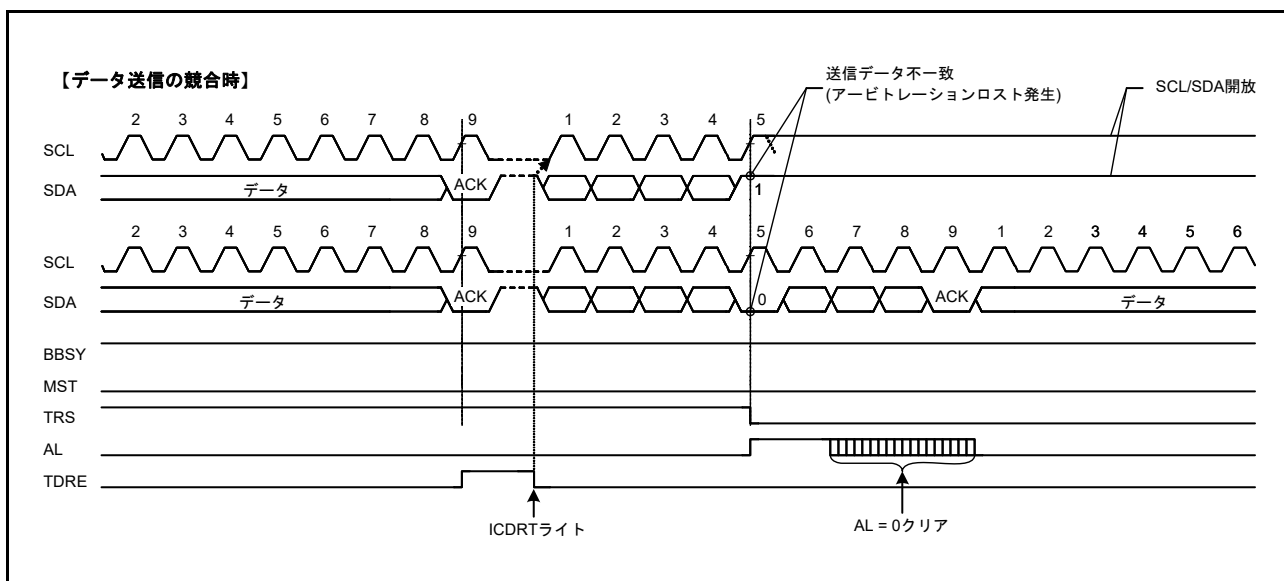 【データ送信の競合時】
送信データ不一致
(アービトレーションロスト発生)
SCL/SDA開放
2 3 4 5 6 7 8 9 1 2 3 4 5
SCL
SDA データ ACK 1
2 3 4 5 6 7 8 9 1 2 3 4 5 6 7 8 9 1 2 3 4 5 6
SCL
SDA データ ACK 0 ACK データ
BBSY
MST
TRS
AL
TDRE
ICDRTライト
AL = 0クリア